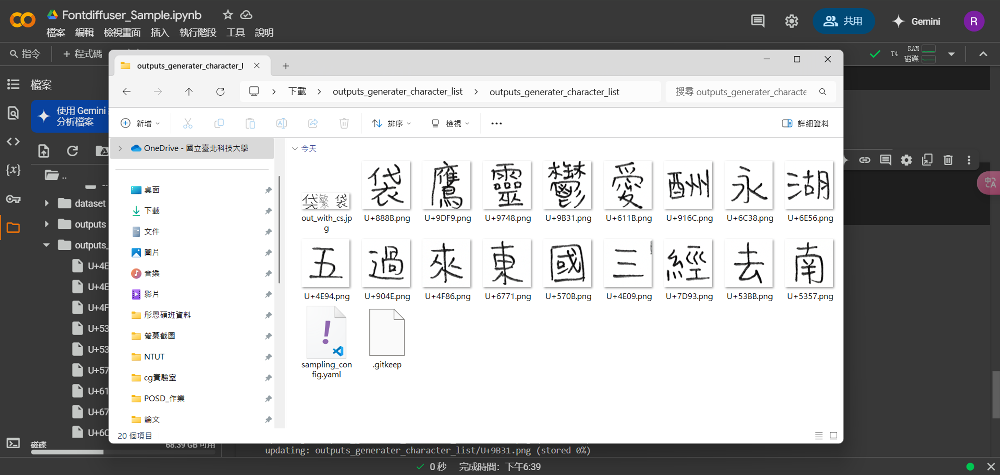 Fontdiffuser_Sample.ipynb
檔案 編輯 檢視畫面 插入 執行階段 工具 說明
共用
Gemini
R
指令
+ 程式碼
T4
RAM
磁碟
檔案
使用 Gemini
分析檔案
..
dataset
outputs
outputs_
U+4E
U+4E
U+4F
U+53
U+53
U+57
U+61
U+67
U+6C
磁碟
68.39 GB 可用
outputs_generater_character_l
下載 > outputs_generater_character_list > outputs_generater_character_list
搜尋 outputs_generater_characte
新增
排序
檢視
詳細資料
OneDrive - 國立臺北科技大學
桌面
下載
文件
圖片
音樂
影片
彤恩碩班資料
螢幕截圖
NTUT
cg實驗室
POSD_作業
論文
20 個項目
今天
袋繁 袋 袋 鷹 靈 鬱 愛 酬 永 湖
out_with_cs.jpg U+888B.png U+9DF9.png U+9748.png U+9B31.png U+611B.png U+916C.png U+6C38.png U+6E56.png
五 過 來 東 國 三 經 去 南
U+4E94.png U+904E.png U+4F86.png U+6771.png U+570B.png U+4E09.png U+7D93.png U+53BB.png U+5357.png
sampling_config.yaml .gitkeep
updating: outputs_generater_character_list/U+9B31.png (stored 0%)
0 秒 完成時間: 下午6:39